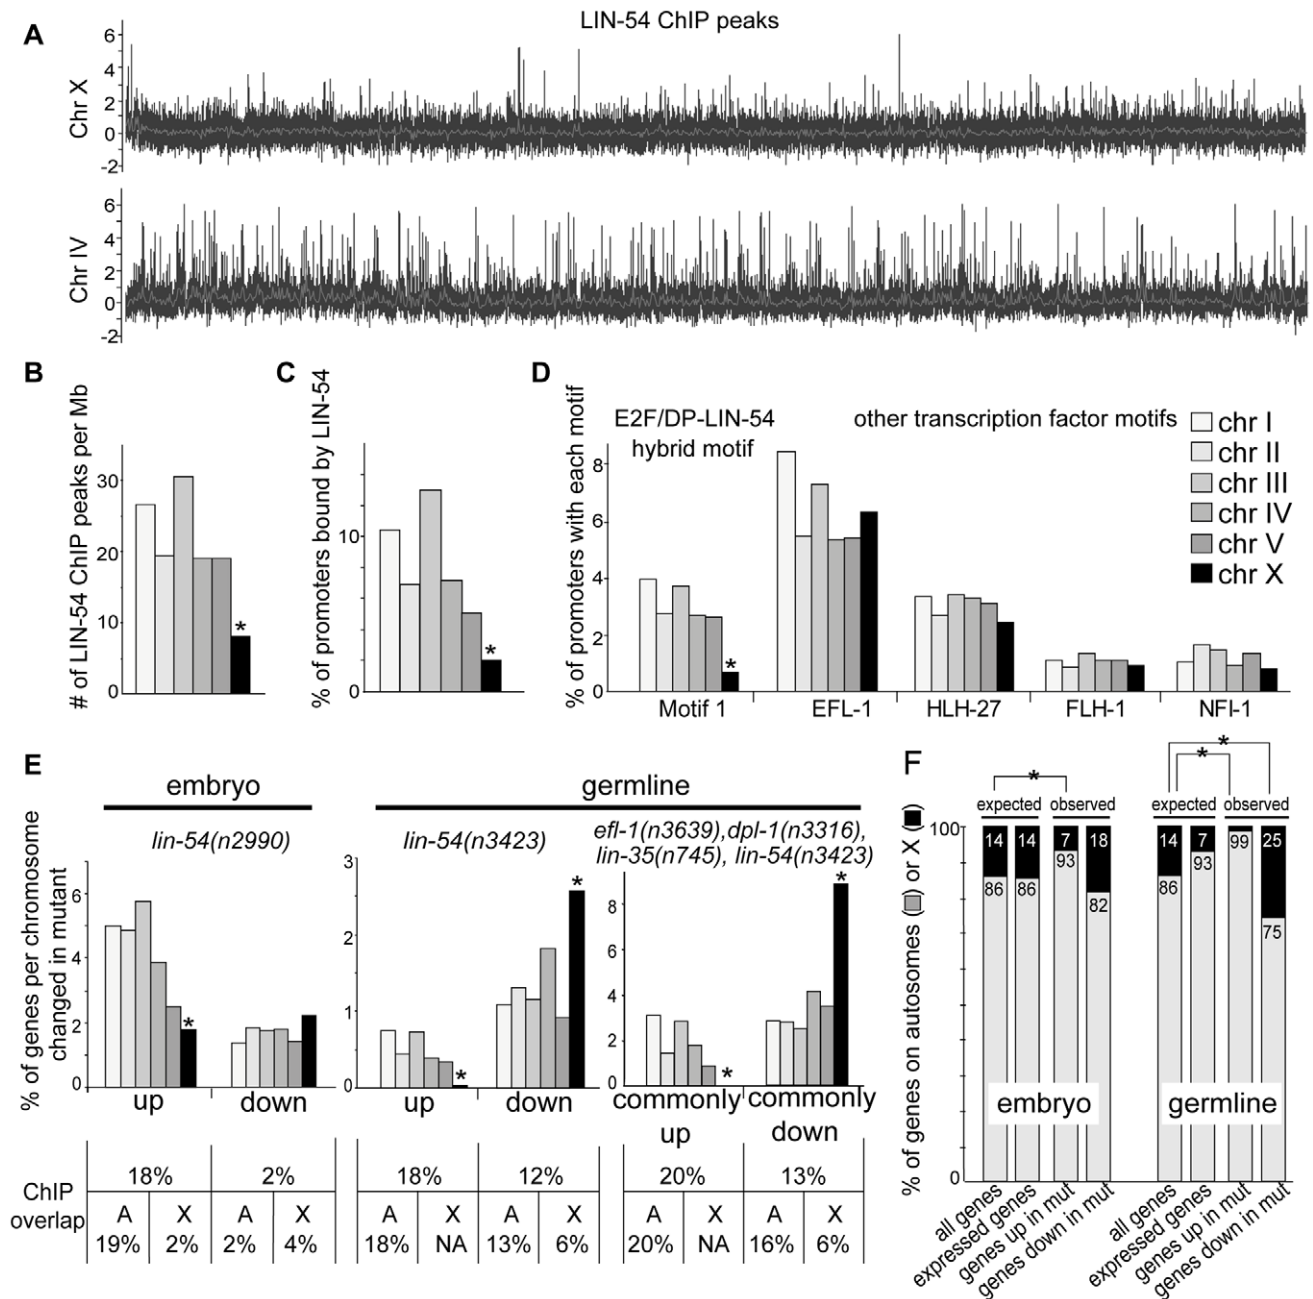 A
LIN-54 ChIP peaks
Chr X
6
4
2
0
-2
Chr IV
6
4
2
0
-2
B
# of LIN-54 ChIP peaks per Mb
30
20
10
0
*
C
% of promoters bound by LIN-54
10
0
*
D
% of promoters with each motif
E2F/DP-LIN-54
hybrid motif
other transcription factor motifs
8
6
4
2
0
*
Motif 1
EFL-1
HLH-27
FLH-1
NFI-1
chr I
chr II
chr III
chr IV
chr V
chr X
E
% of genes per chromosome
changed in mutant
embryo
germline
lin-54(n2990)
lin-54(n3423)
efl-1(n3639),dpl-1(n3316),
lin-35(n745), lin-54(n3423)
6
4
2
0
*
up
down
3
2
1
0
*
*
up
down
8
6
4
2
0
*
*
commonly
up
commonly
down
ChIP
overlap
18% 2% 18% 12% 20% 13%
A X A X A X A X A X A X
19% 2% 2% 4% 18% NA 13% 6% 20% NA 16% 6%
F
% of genes on autosomes ( ) or X ( )
100
0
* * *
expected observed expected observed
14 14 7 18 14 7 25
86 86 93 82 86 93 99 75
embryo
germline
all genes
expressed genes
genes up in mut
genes down in mut
all genes
expressed genes
genes up in mut
genes down in mut